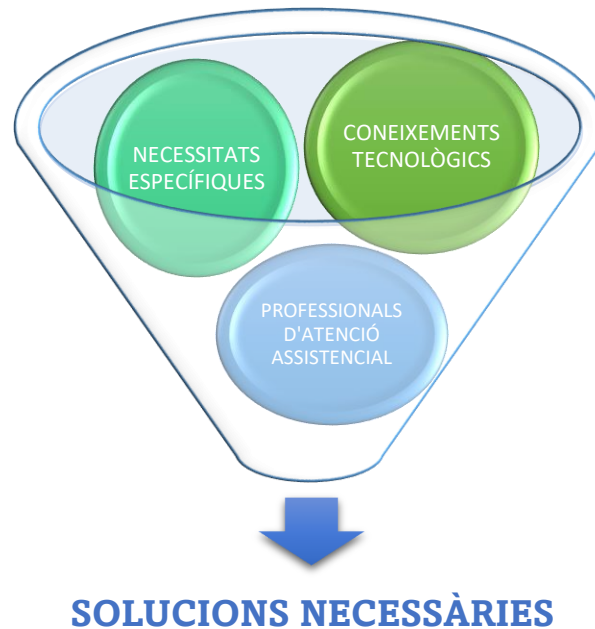 NECESSITATS
ESPECÍFIQUES
CONEIXEMENTS
TECNOLÒGICS
PROFESSIONALS
D'ATENCIÓ
ASSISTENCIAL
SOLUCIONS NECESSÀRIES